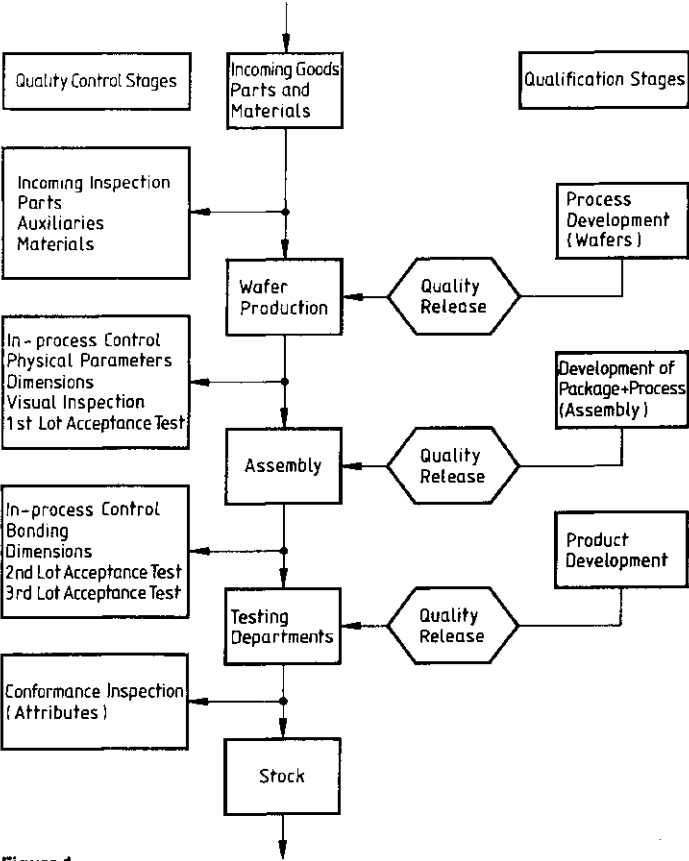 Quality Control Stages
Incoming Goods
Parts and
Materials
Qualification Stages
Incoming Inspection
Parts
Auxiliaries
Materials
Process
Development
(Wafers)
Wafer
Production
Quality
Release
In-process Control
Physical Parameters
Dimensions
Visual Inspection
1st Lot Acceptance Test
Development of
Package+Process
(Assembly)
Assembly
Quality
Release
In-process Control
Bonding
Dimensions
2nd Lot Acceptance Test
3rd Lot Acceptance Test
Product
Development
Testing
Departments
Quality
Release
Conformance Inspection
(Attributes)
Stock
Figure 1